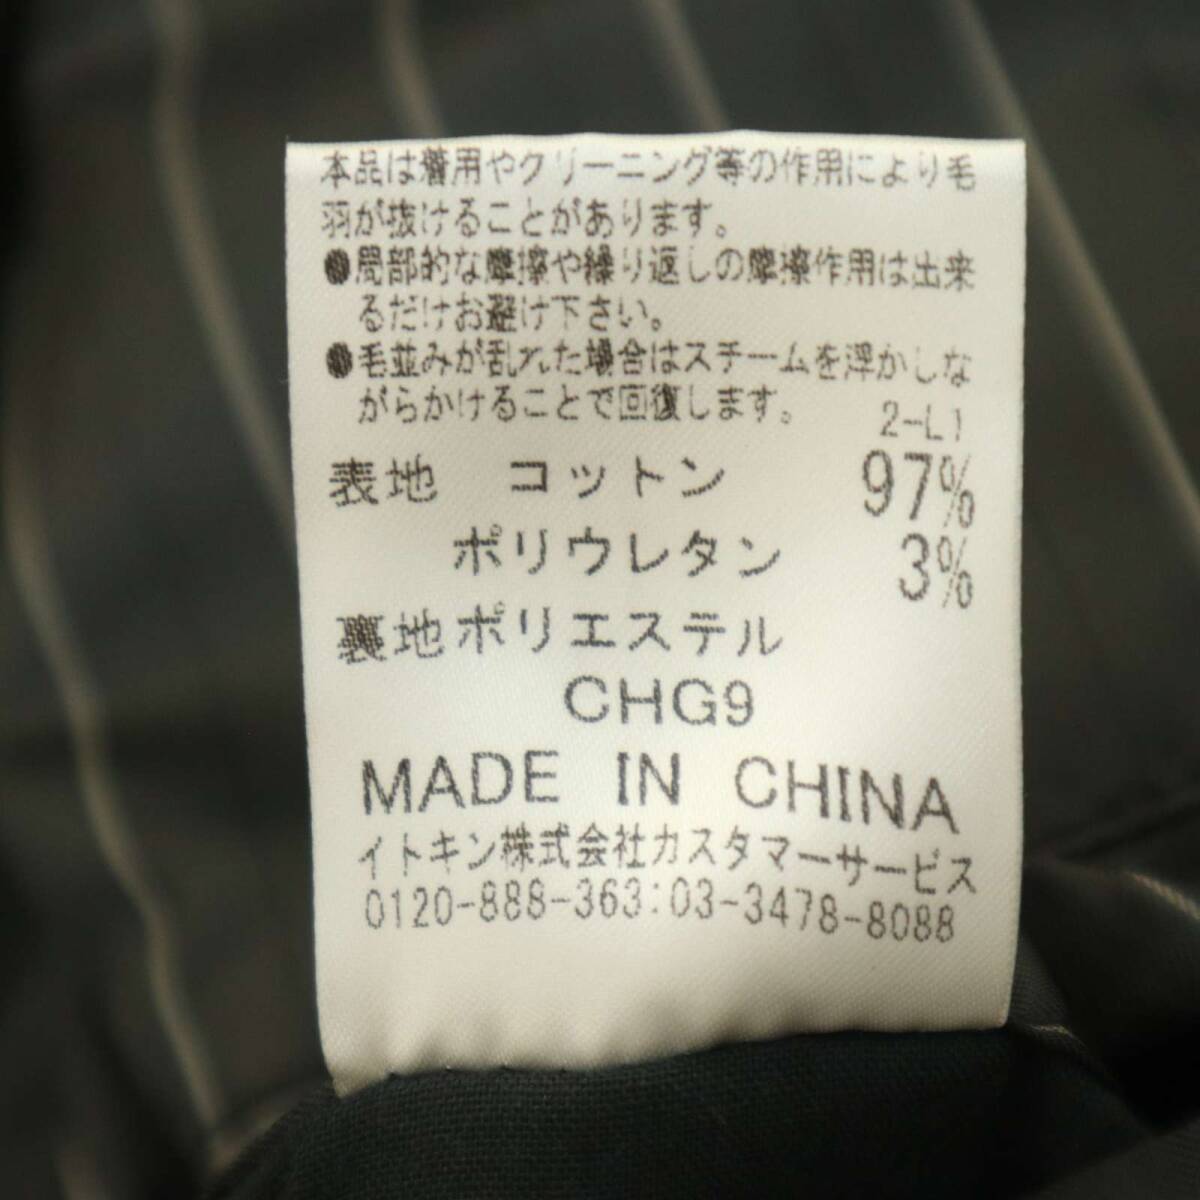 本品は着用やクリーニング等の作用により毛
羽が抜けることがあります。
●局部的な摩擦や繰り返しの摩擦作用は出来
るだけお避け下さい。
●毛並みが乱れた場合はスチームを浮かしな
がらかけることで回復します。
2-L1
表地 コットン 97%
ポリウレタン 3%
裏地ポリエステル
CHG9
MADE IN CHINA
イトキン株式会社カスタマーサービス
0120-888-363:03-3478-8088